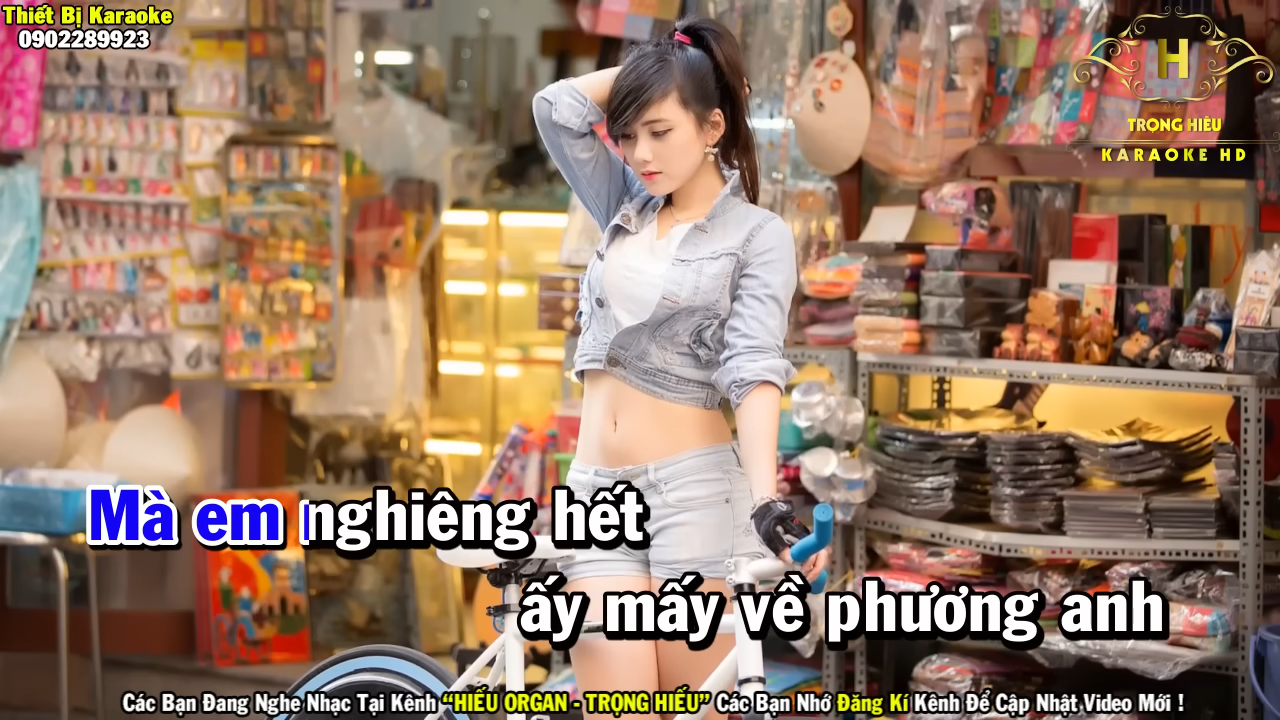 Thiết Bị Karaoke
0902289923
H
TRỌNG HIẾU
KARAOKE HD
Mà em nghiêng hết
ấy mấy về phương anh
Các Bạn Đang Nghe Nhạc Tại Kênh “HIẾU ORGAN - TRỌNG HIẾU” Các Bạn Nhớ Đăng Kí Kênh Để Cập Nhật Video Mới !